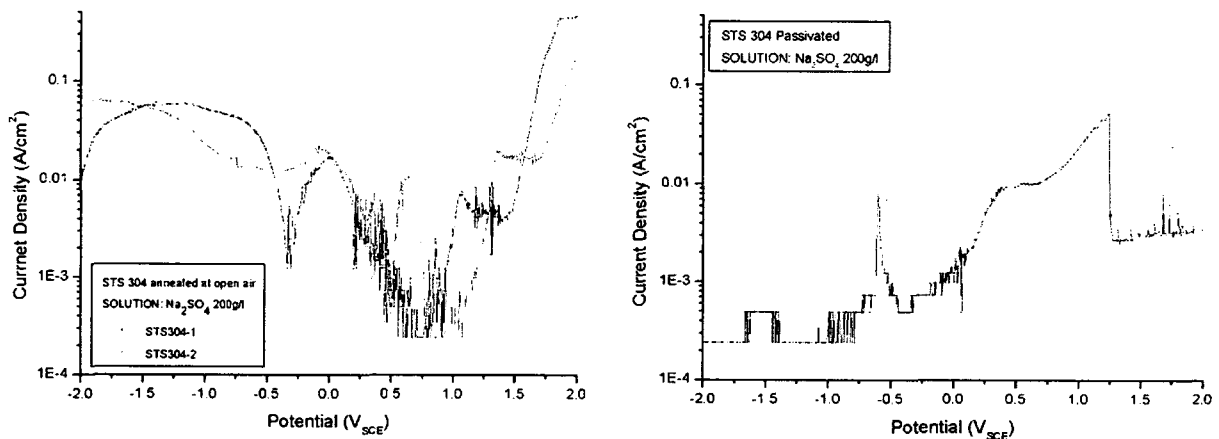 Currnet Density (A/cm²)
0.1
0.01
1E-3
1E-4
STS 304 annealed at open air
SOLUTION: Na₂SO₄ 200g/l
STS304-1
STS304-2
-2.0 -1.5 -1.0 -0.5 0.0 0.5 1.0 1.5 2.0
Potential (V_SCE)
Current Density (A/cm²)
0.1
0.01
1E-3
1E-4
STS 304 Passivated
SOLUTION: Na₂SO₄ 200g/l
-2.0 -1.5 -1.0 -0.5 0.0 0.5 1.0 1.5 2.0
Potential (V_SCE)